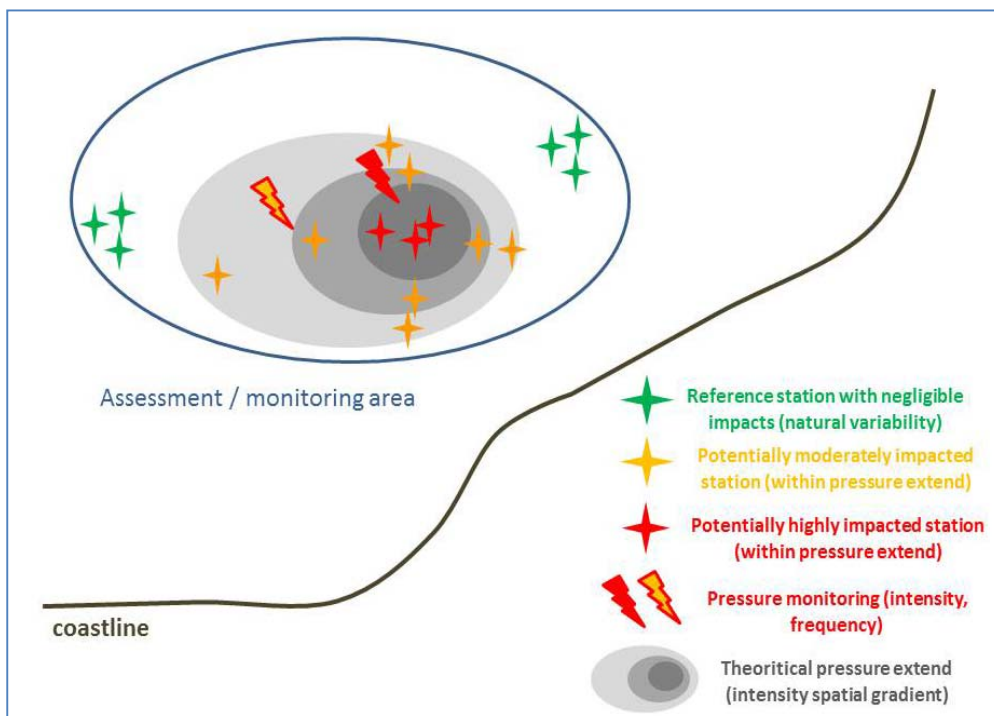 Assessment / monitoring area
Reference station with negligible
impacts (natural variability)
Potentially moderately impacted
station (within pressure extend)
Potentially highly impacted station
(within pressure extend)
Pressure monitoring (intensity,
frequency)
coastline
Theoritical pressure extend
(intensity spatial gradient)